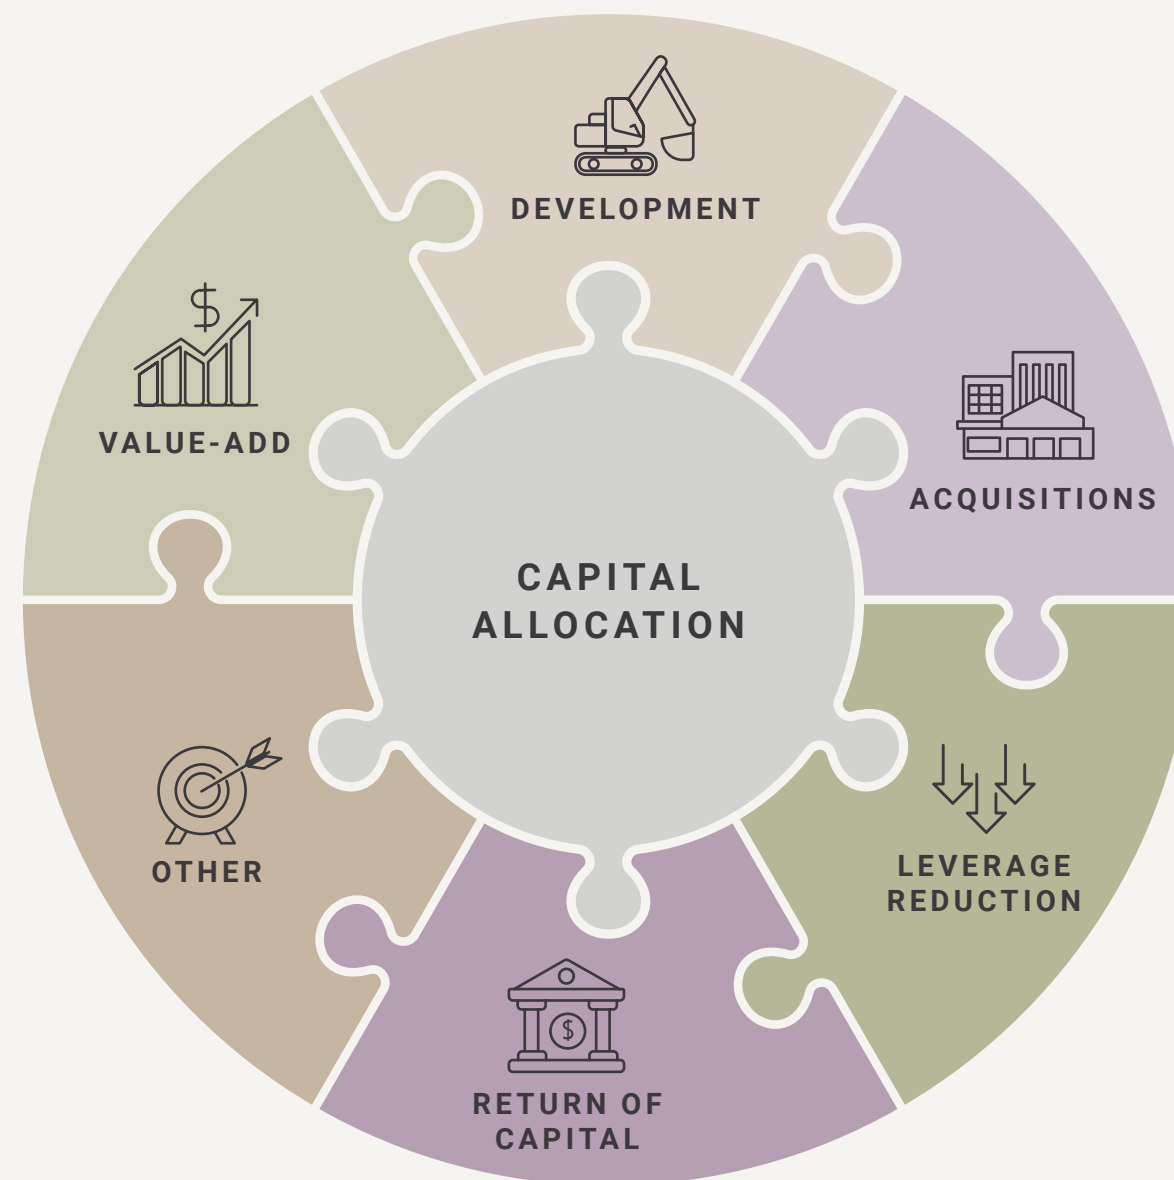 DEVELOPMENT
ACQUISITIONS
LEVERAGE
REDUCTION
RETURN OF
CAPITAL
OTHER
VALUE-ADD
CAPITAL
ALLOCATION
$
$